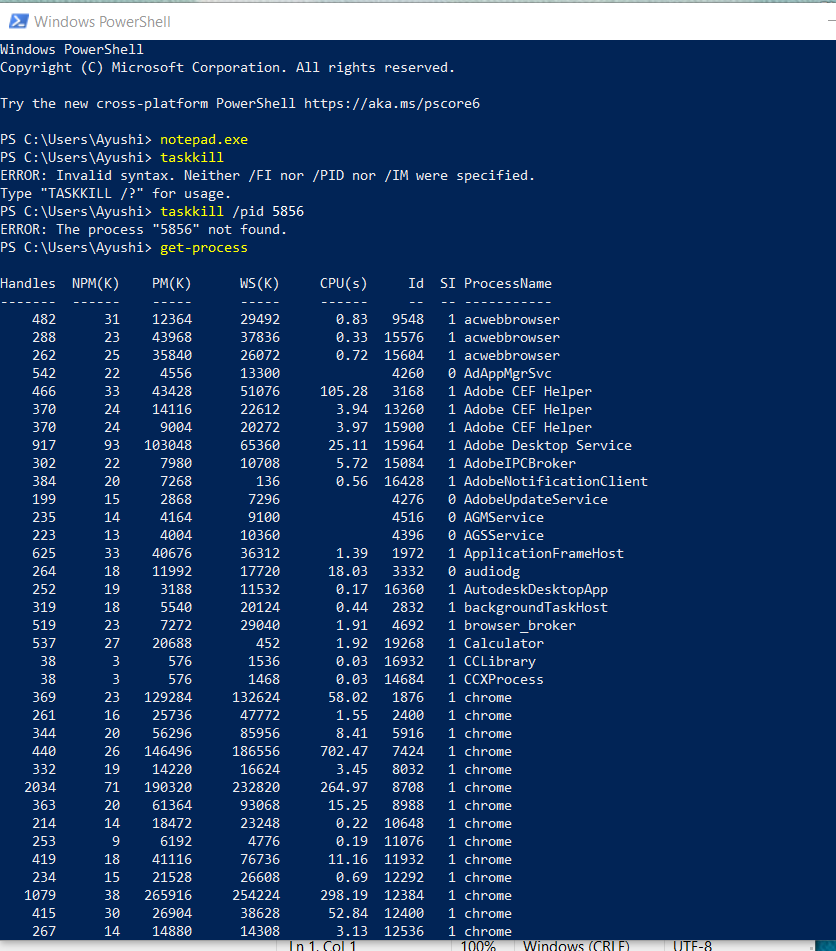 Windows PowerShell
Windows PowerShell
Copyright (C) Microsoft Corporation. All rights reserved.
Try the new cross-platform PowerShell https://aka.ms/pscore6
PS C:\Users\Ayushi> notepad.exe
PS C:\Users\Ayushi> taskkill
ERROR: Invalid syntax. Neither /FI nor /PID nor /IM were specified.
Type "TASKKILL /?" for usage.
PS C:\Users\Ayushi> taskkill /pid 5856
ERROR: The process "5856" not found.
PS C:\Users\Ayushi> get-process
Handles  NPM(K)    PM(K)      WS(K)     CPU(s)     Id  SI ProcessName
-------  ------    -----      -----     ------     --  -- -----------
    482      31    12364      29492       0.83   9548   1 acwebbrowser
    288      23    43968      37836       0.33  15576   1 acwebbrowser
    262      25    35840      26072       0.72  15604   1 acwebbrowser
    542      22     4556      13300              4260   0 AdAppMgrSvc
    466      33    43428      51076     105.28   3168   1 Adobe CEF Helper
    370      24    14116      22612       3.94  13260   1 Adobe CEF Helper
    370      24     9004      20272       3.97  15900   1 Adobe CEF Helper
    917      93   103048      65360      25.11  15964   1 Adobe Desktop Service
    302      22     7980      10708       5.72  15084   1 AdobeIPCBroker
    384      20     7268        136       0.56  16428   1 AdobeNotificationClient
    199      15     2868       7296              4276   0 AdobeUpdateService
    235      14     4164       9100              4516   0 AGMService
    223      13     4004      10360              4396   0 AGSService
    625      33    40676      36312       1.39   1972   1 ApplicationFrameHost
    264      18    11992      17720      18.03   3332   0 audiodg
    252      19     3188      11532       0.17  16360   1 AutodeskDesktopApp
    319      18     5540      20124       0.44   2832   1 backgroundTaskHost
    519      23     7272      29040       1.91   4692   1 browser_broker
    537      27    20688        452       1.92  19268   1 Calculator
     38       3      576       1536       0.03  16932   1 CCLibrary
     38       3      576       1468       0.03  14684   1 CCXProcess
    369      23   129284     132624      58.02   1876   1 chrome
    261      16    25736      47772       1.55   2400   1 chrome
    344      20    56296      85956       8.41   5916   1 chrome
    440      26   146496     186556     702.47   7424   1 chrome
    332      19    14220      16624       3.45   8032   1 chrome
   2034      71   190320     232820     264.97   8708   1 chrome
    363      20    61364      93068      15.25   8988   1 chrome
    214      14    18472      23248       0.22  10648   1 chrome
    253       9     6192       4776       0.19  11076   1 chrome
    419      18    41116      76736      11.16  11932   1 chrome
    234      15    21528      26608       0.69  12292   1 chrome
   1079      38   265916     254224     298.19  12384   1 chrome
    415      30    26904      38628      52.84  12400   1 chrome
    267      14    14880      14308       3.13  12536   1 chrome
Ln 1, Col 1 100% Windows (CRLF) UTF-8